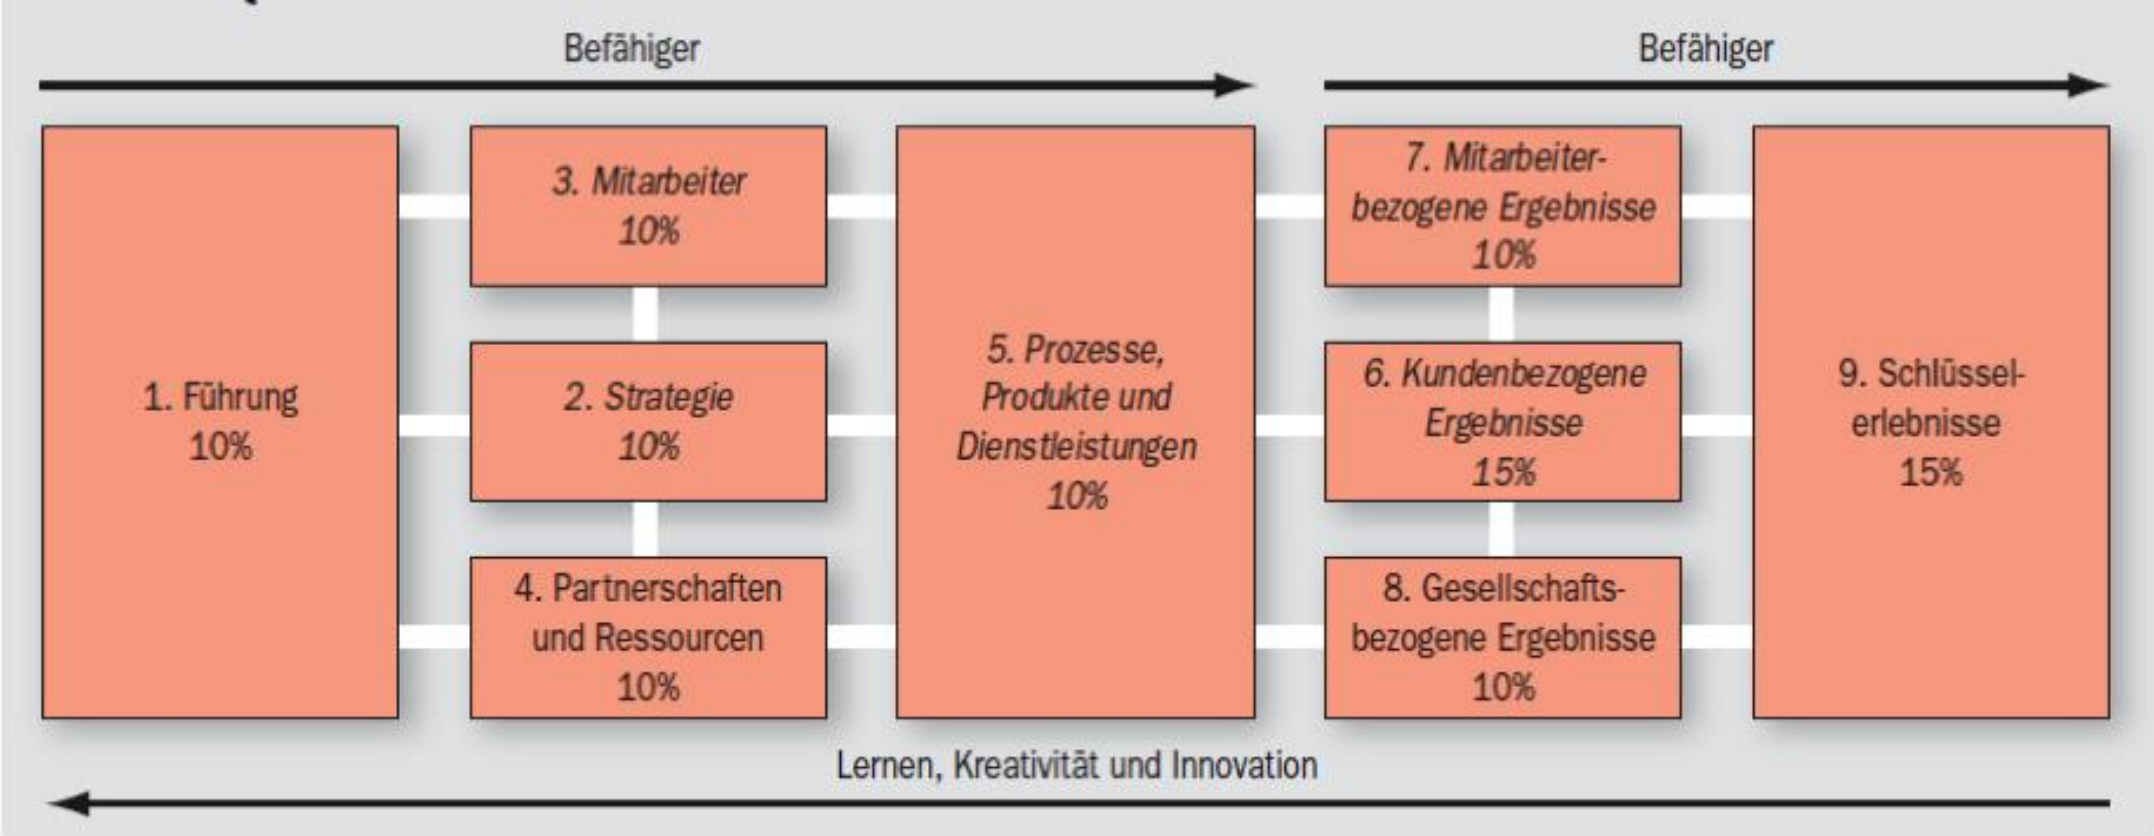 Befähiger
Befähiger
1. Führung
10%
3. Mitarbeiter
10%
2. Strategie
10%
4. Partnerschaften
und Ressourcen
10%
5. Prozesse,
Produkte und
Dienstleistungen
10%
7. Mitarbeiter-
bezogene Ergebnisse
10%
6. Kundenbezogene
Ergebnisse
15%
8. Gesellschafts-
bezogene Ergebnisse
10%
9. Schlüssel-
erlebnisse
15%
Lernen, Kreativität und Innovation